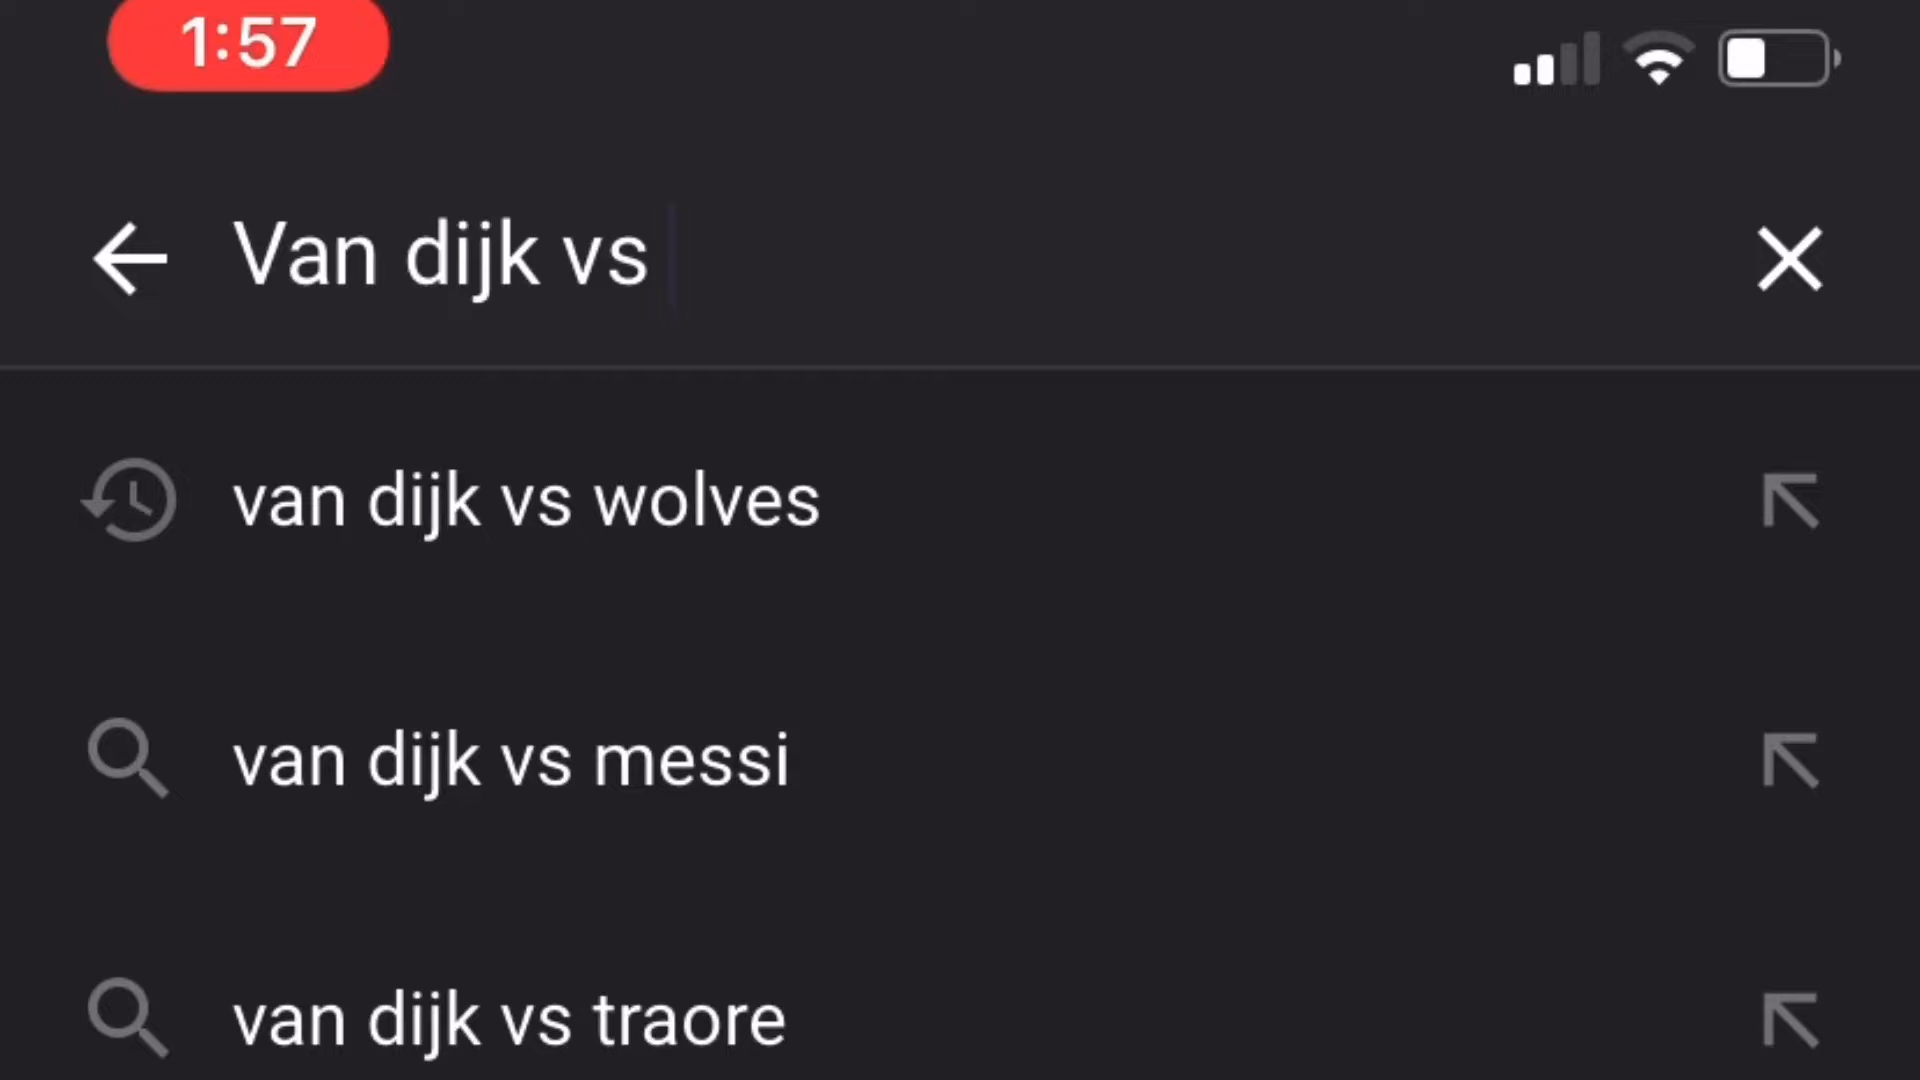 1:57
Van dijk vs
van dijk vs wolves
van dijk vs messi
van dijk vs traore